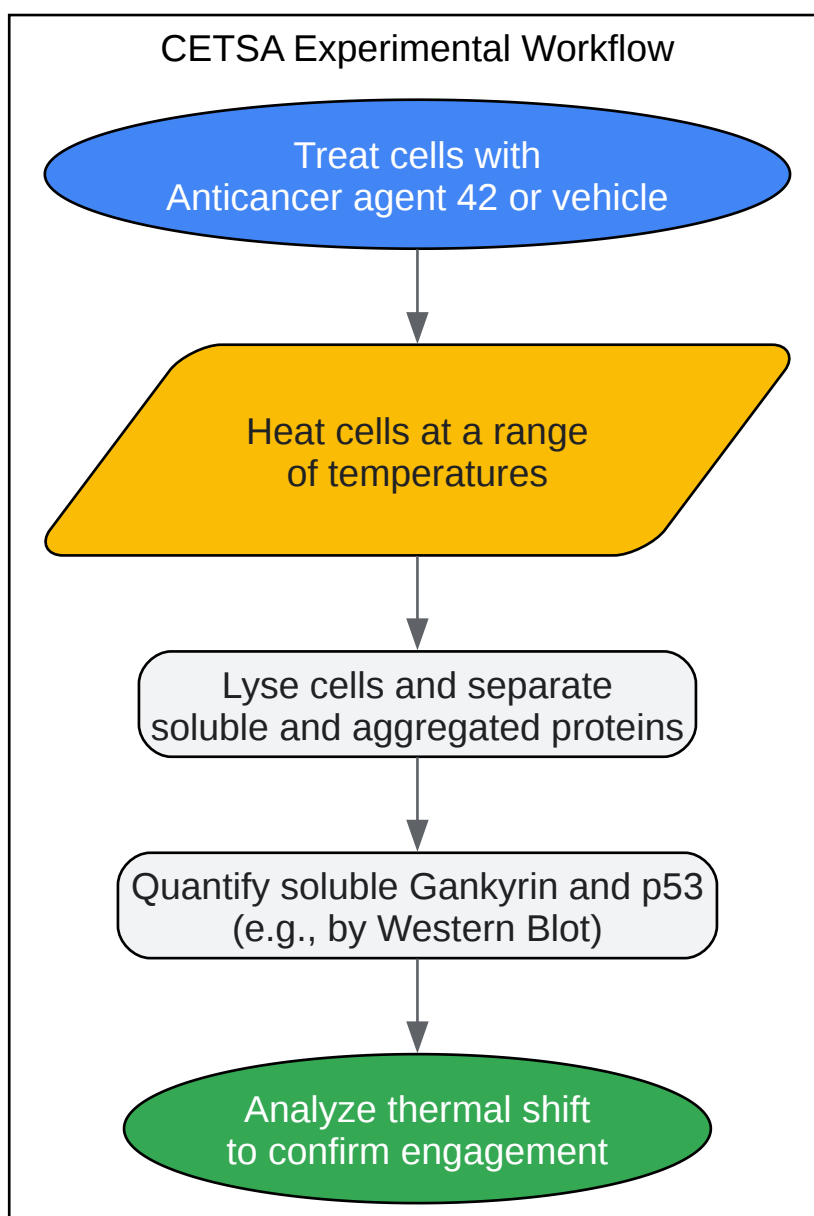 CETSA Experimental Workflow
Treat cells with
Anticancer agent 42 or vehicle
Heat cells at a range
of temperatures
Lyse cells and separate
soluble and aggregated proteins
Quantify soluble Gankyrin and p53
(e.g., by Western Blot)
Analyze thermal shift
to confirm engagement